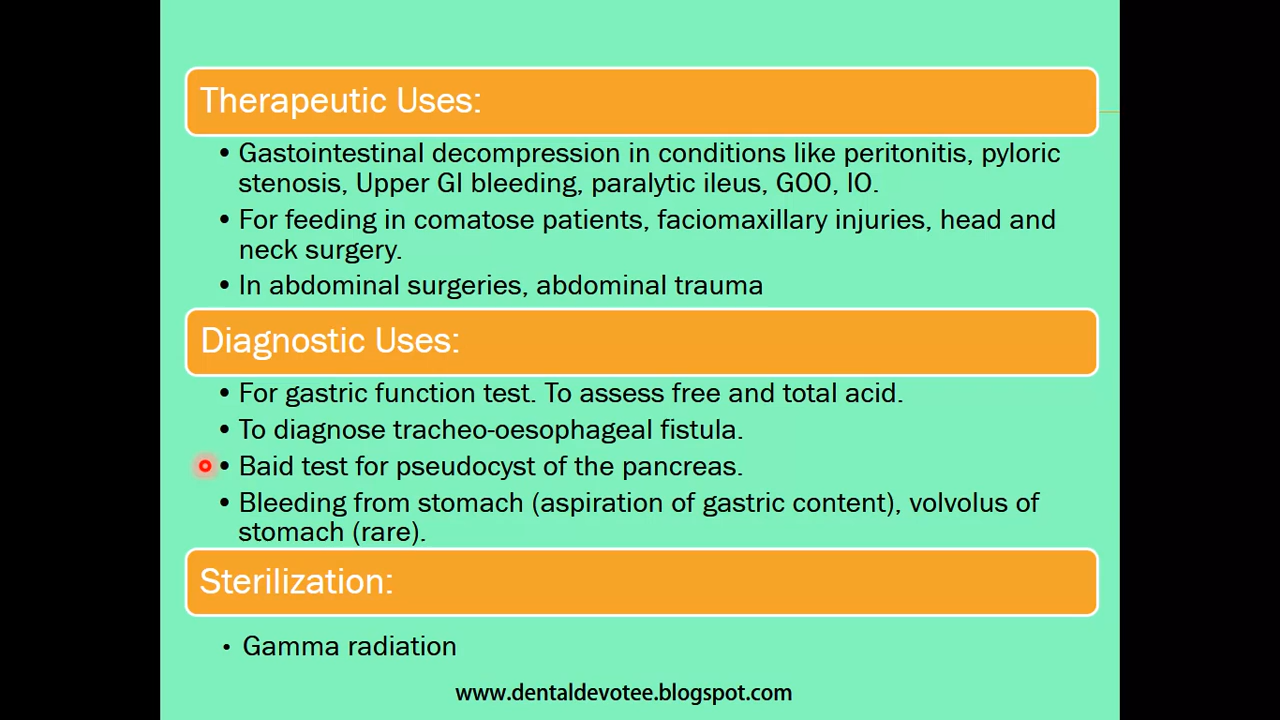 Therapeutic Uses:
• Gastointestinal decompression in conditions like peritonitis, pyloric
stenosis, Upper GI bleeding, paralytic ileus, GOO, IO.
• For feeding in comatose patients, faciomaxillary injuries, head and
neck surgery.
• In abdominal surgeries, abdominal trauma
Diagnostic Uses:
• For gastric function test. To assess free and total acid.
• To diagnose tracheo-oesophageal fistula.
• Baid test for pseudocyst of the pancreas.
• Bleeding from stomach (aspiration of gastric content), volvolus of
stomach (rare).
Sterilization:
• Gamma radiation
www.dentaldevotee.blogspot.com